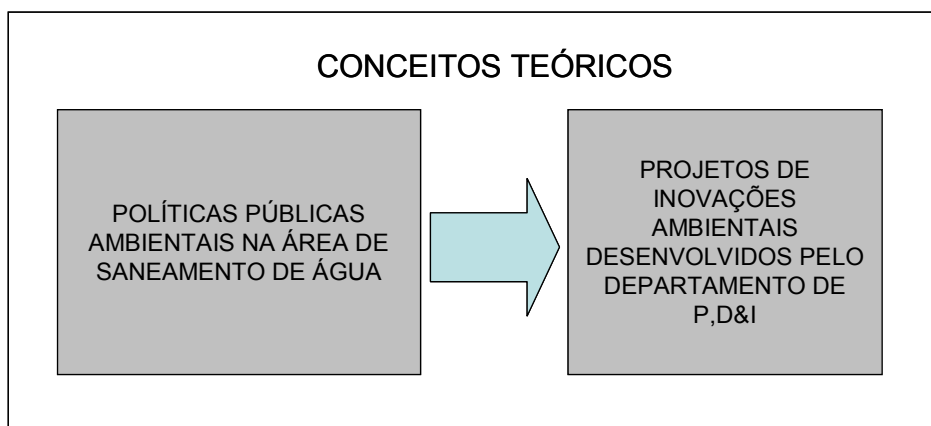 CONCEITOS TEÓRICOS
POLÍTICAS PÚBLICAS
AMBIENTAIS NA ÁREA DE
SANEAMENTO DE ÁGUA
PROJETOS DE
INOVAÇÕES
AMBIENTAIS
DESENVOLVIDOS PELO
DEPARTAMENTO DE
P,D&I